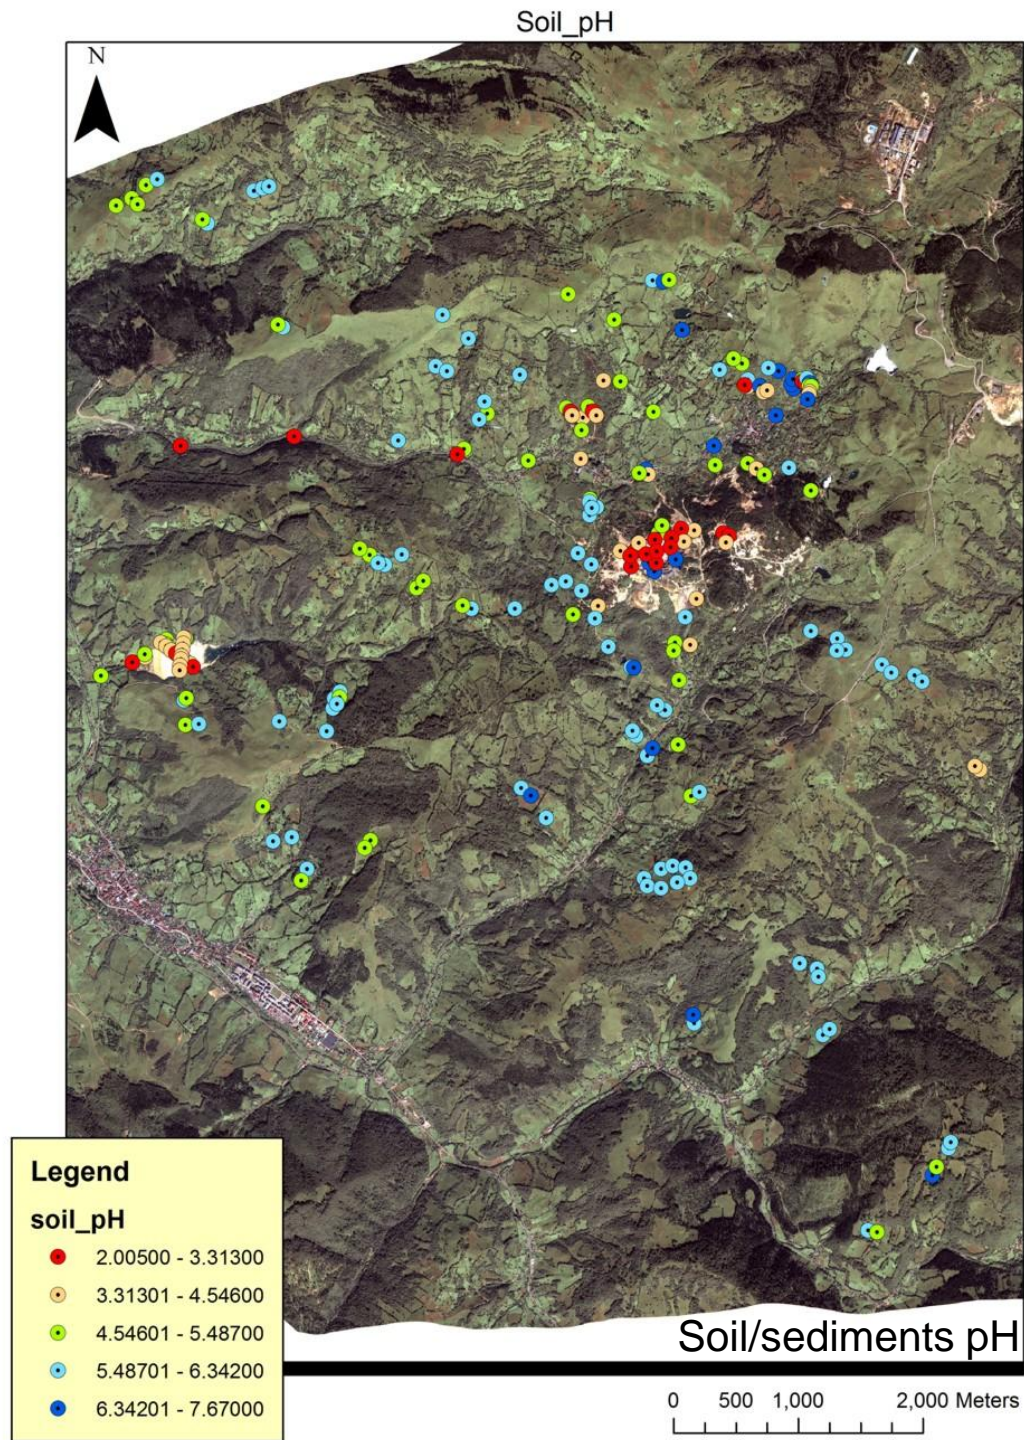 Soil_pH
N
Soil/sediments pH
Legend
soil_pH
2.00500 - 3.31300
3.31301 - 4.54600
4.54601 - 5.48700
5.48701 - 6.34200
6.34201 - 7.67000
0 500 1,000 2,000 Meters